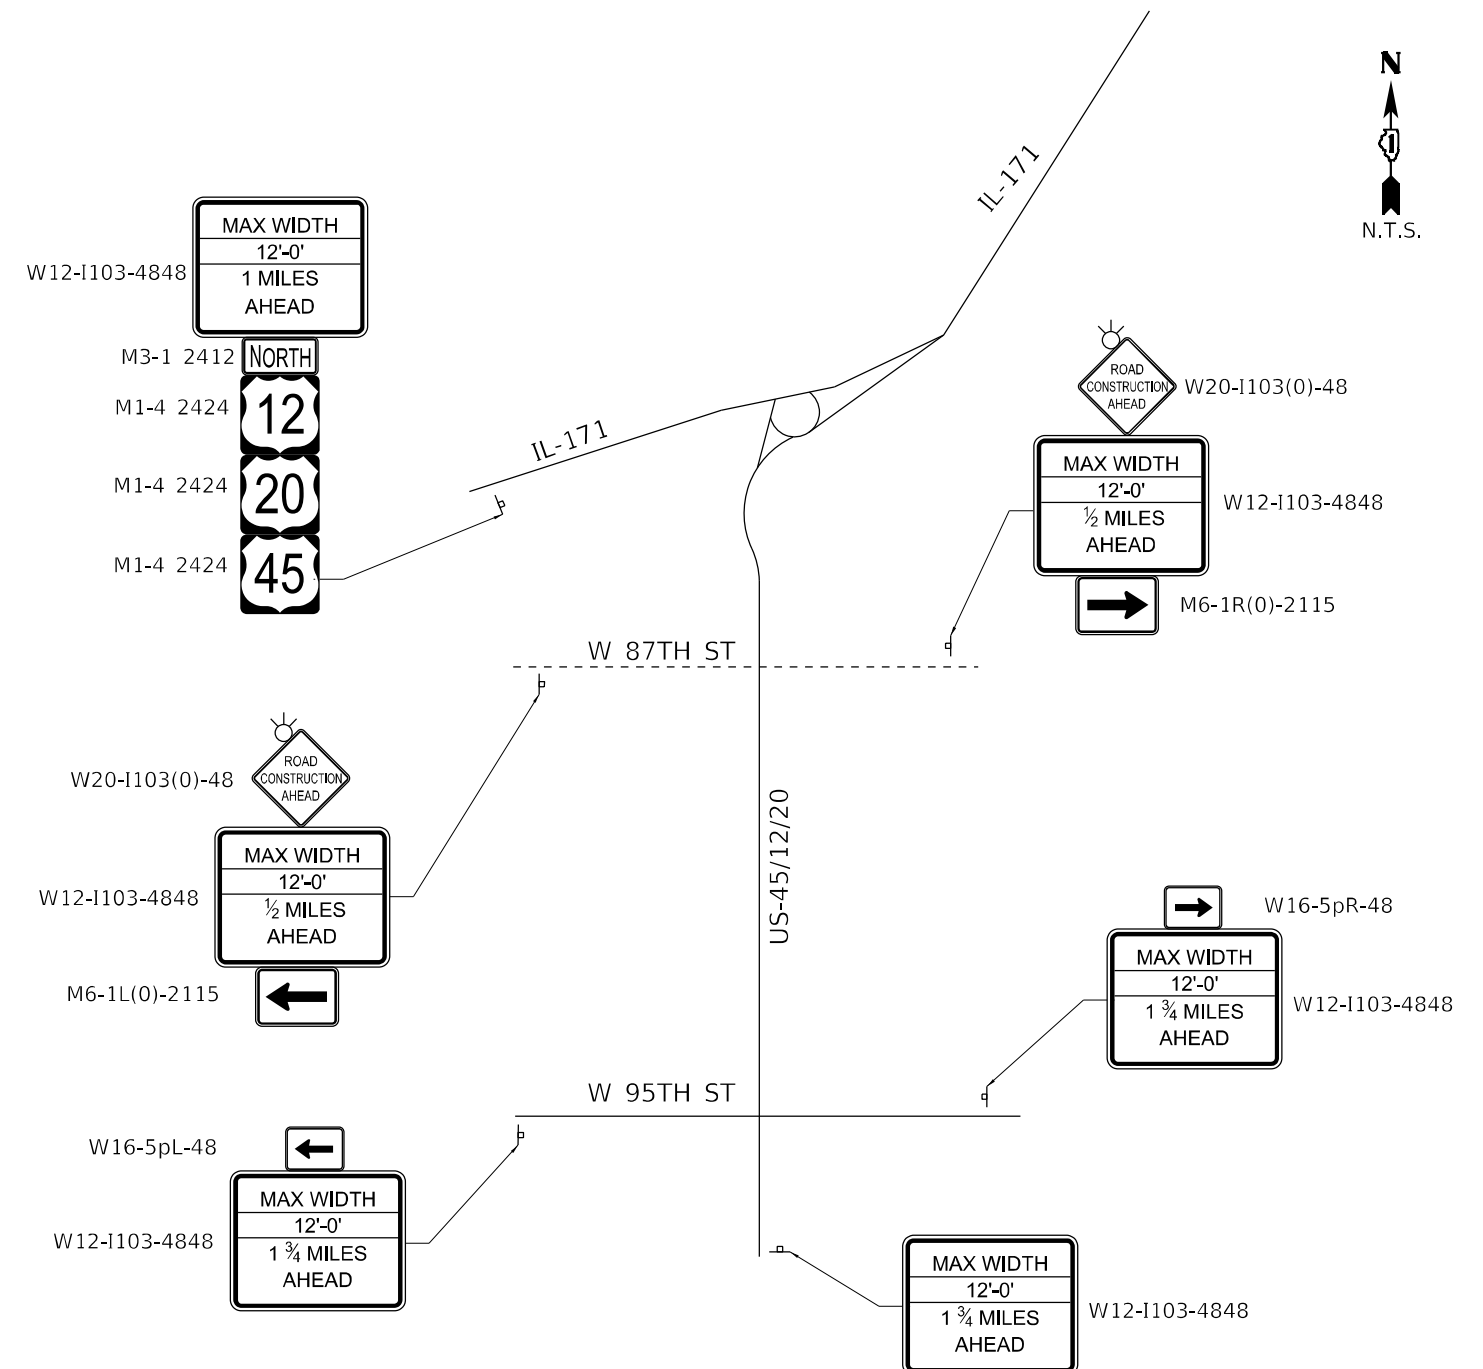 N
N.T.S.
IL-171
MAX WIDTH
12'-0'
1 MILES
AHEAD
W12-I103-4848
M3-1 2412
NORTH
M1-4 2424
12
M1-4 2424
20
M1-4 2424
45
IL-171
ROAD
CONSTRUCTION
AHEAD
W20-I103(0)-48
MAX WIDTH
12'-0'
½ MILES
AHEAD
W12-I103-4848
M6-1R(0)-2115
W 87TH ST
ROAD
CONSTRUCTION
AHEAD
W20-I103(0)-48
MAX WIDTH
12'-0'
½ MILES
AHEAD
W12-I103-4848
M6-1L(0)-2115
US-45/12/20
W16-5pR-48
MAX WIDTH
12'-0'
1 ¾ MILES
AHEAD
W12-I103-4848
W 95TH ST
W16-5pL-48
MAX WIDTH
12'-0'
1 ¾ MILES
AHEAD
W12-I103-4848
MAX WIDTH
12'-0'
1 ¾ MILES
AHEAD
W12-I103-4848